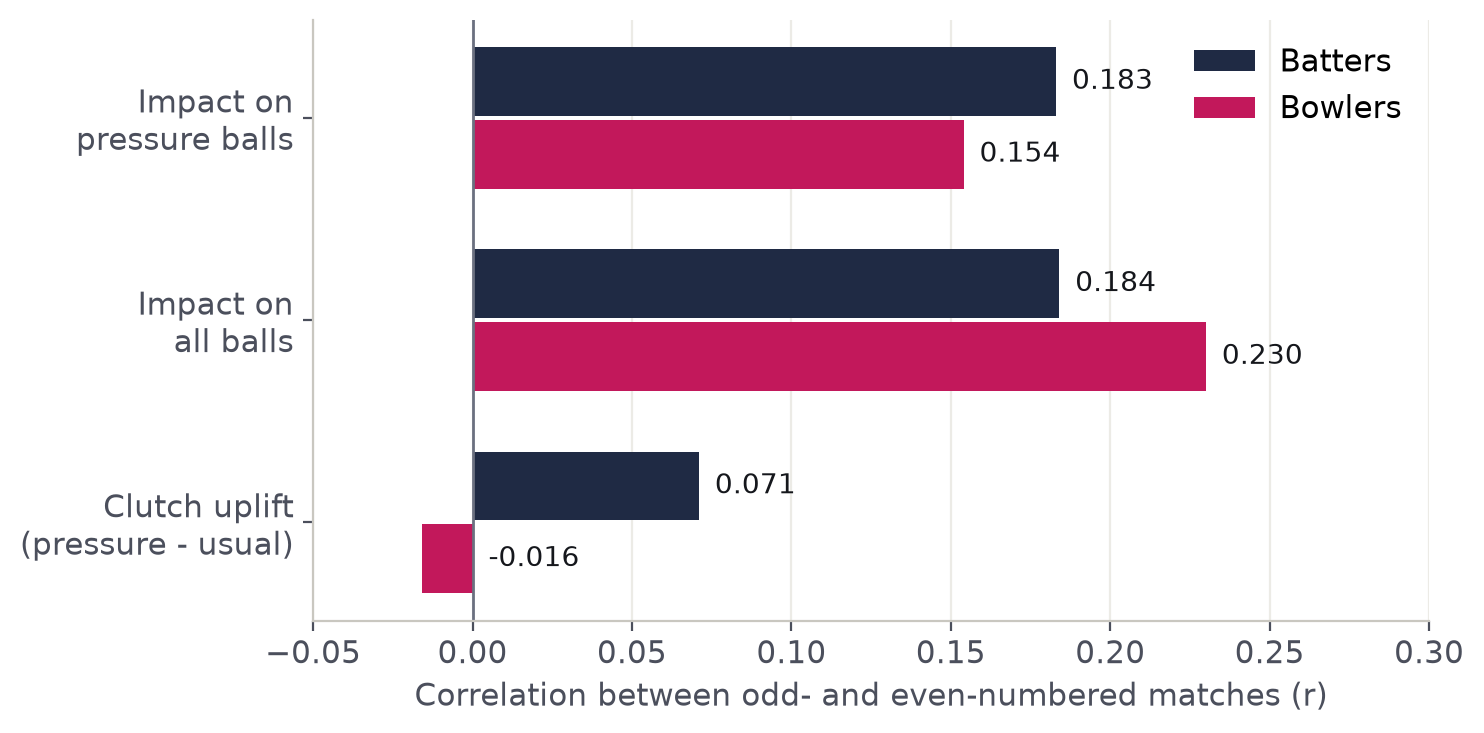 Batters
Bowlers
Impact on
pressure balls
0.183
0.154
Impact on
all balls
0.184
0.230
Clutch uplift
(pressure - usual)
0.071
-0.016
−0.05 0.00 0.05 0.10 0.15 0.20 0.25 0.30
Correlation between odd- and even-numbered matches (r)